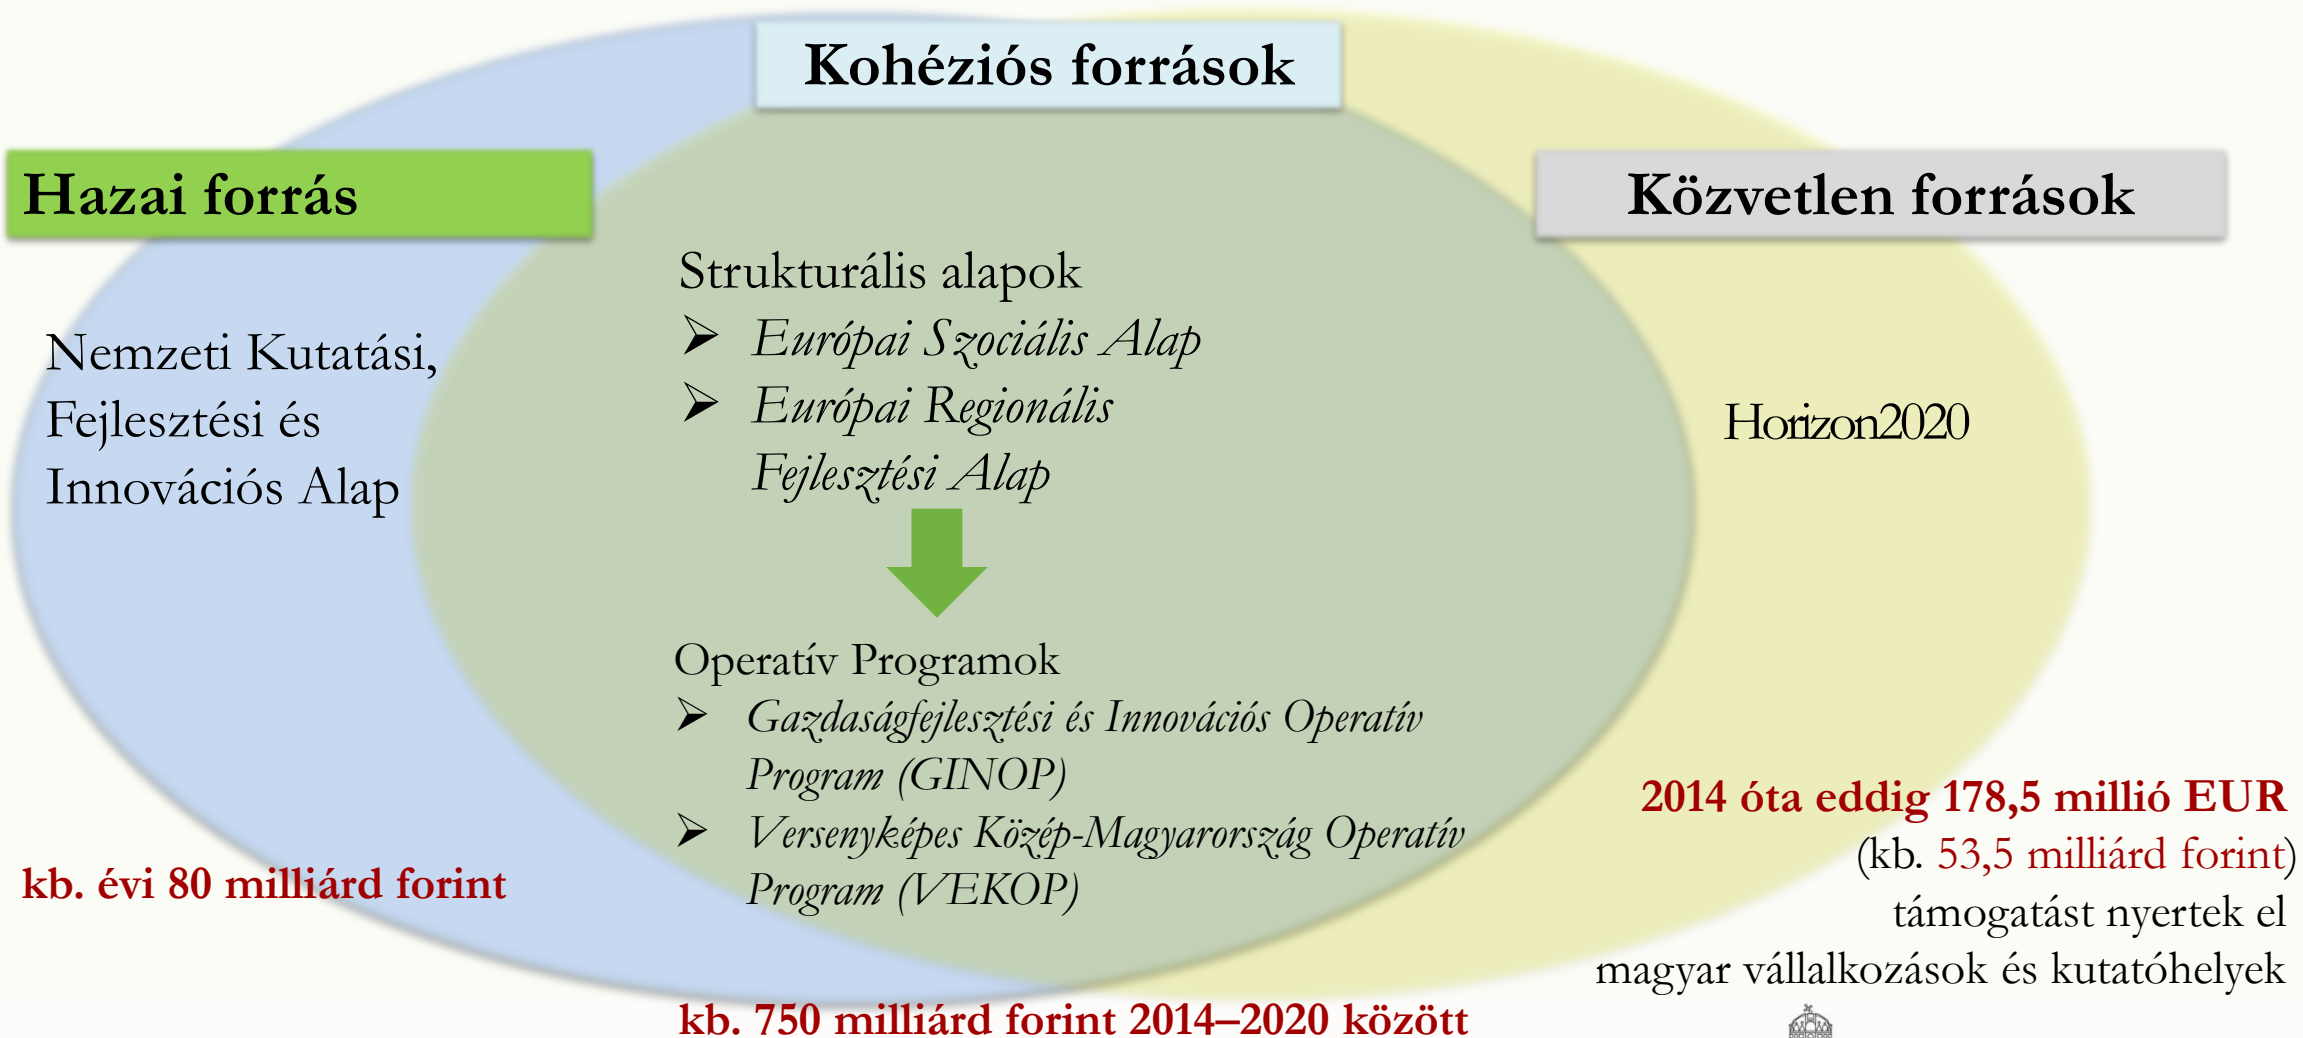 Kohéziós források
Hazai forrás
Nemzeti Kutatási,
Fejlesztési és
Innovációs Alap
kb. évi 80 milliárd forint
Strukturális alapok
➢ Európai Szociális Alap
➢ Európai Regionális
Fejlesztési Alap
Operatív Programok
➢ Gazdaságfejlesztési és Innovációs Operatív
Program (GINOP)
➢ Versenyképes Közép-Magyarország Operatív
Program (VEKOP)
kb. 750 milliárd forint 2014–2020 között
Közvetlen források
Horizon2020
2014 óta eddig 178,5 millió EUR
(kb. 53,5 milliárd forint)
támogatást nyertek el
magyar vállalkozások és kutatóhelyek